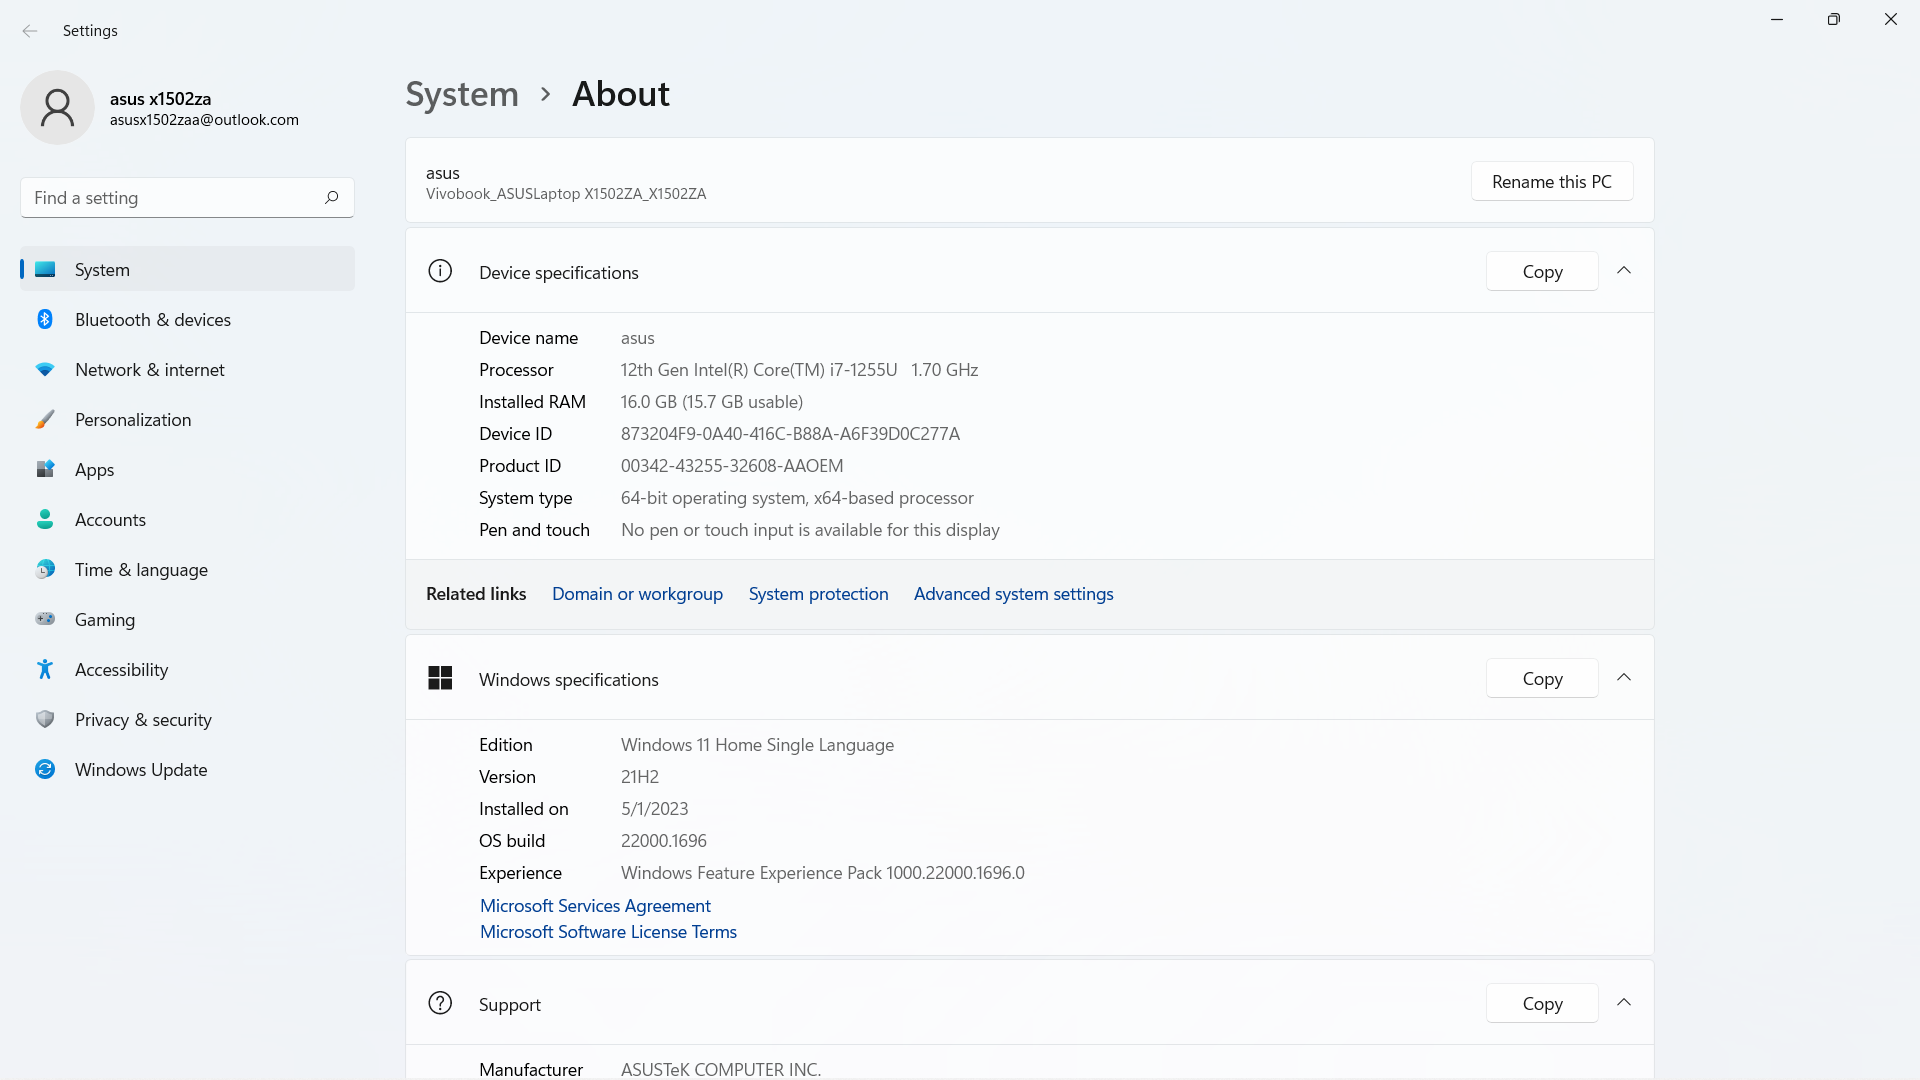 Settings
asus x1502za
asusx1502zaa@outlook.com
Find a setting
System
Bluetooth & devices
Network & internet
Personalization
Apps
Accounts
Time & language
Gaming
Accessibility
Privacy & security
Windows Update
System › About
asus
Vivobook_ASUSLaptop X1502ZA_X1502ZA
Rename this PC
Device specifications
Copy
Device name asus
Processor 12th Gen Intel(R) Core(TM) i7-1255U 1.70 GHz
Installed RAM 16.0 GB (15.7 GB usable)
Device ID 873204F9-0A40-416C-B88A-A6F39D0C277A
Product ID 00342-43255-32608-AAOEM
System type 64-bit operating system, x64-based processor
Pen and touch No pen or touch input is available for this display
Related links Domain or workgroup System protection Advanced system settings
Windows specifications
Copy
Edition Windows 11 Home Single Language
Version 21H2
Installed on 5/1/2023
OS build 22000.1696
Experience Windows Feature Experience Pack 1000.22000.1696.0
Microsoft Services Agreement
Microsoft Software License Terms
Support
Copy
Manufacturer ASUSTeK COMPUTER INC.